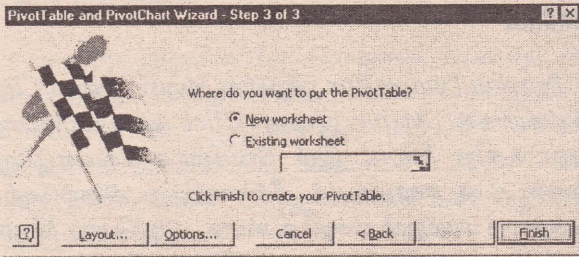 PivotTable and PivotChart Wizard - Step 3 of 3
Where do you want to put the PivotTable?
New worksheet
Existing worksheet
Click Finish to create your PivotTable.
Layout... Options... Cancel < Back Finish